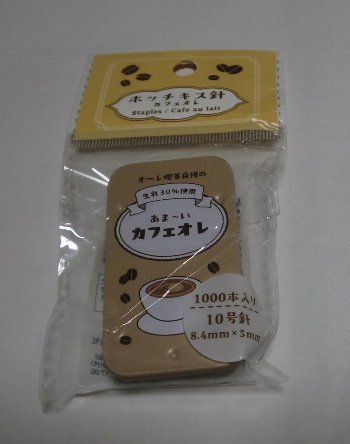 ホッチキス針
カフェオレ
Staples / Cafe au lait
オ〜レ喫茶自慢の
生乳30%使用
あま〜い
カフェオレ
1000本入り
10号針
8.4mm×5mm